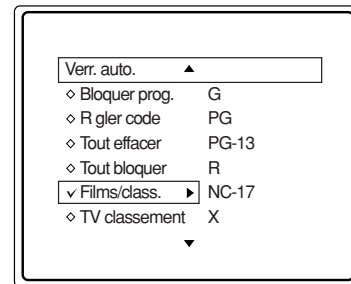 Verr. auto. ▲
◇ Bloquer prog. G
◇ R gler code PG
◇ Tout effacer PG-13
◇ Tout bloquer R
✓ Films/class. ▶ NC-17
◇ TV classement X
▼